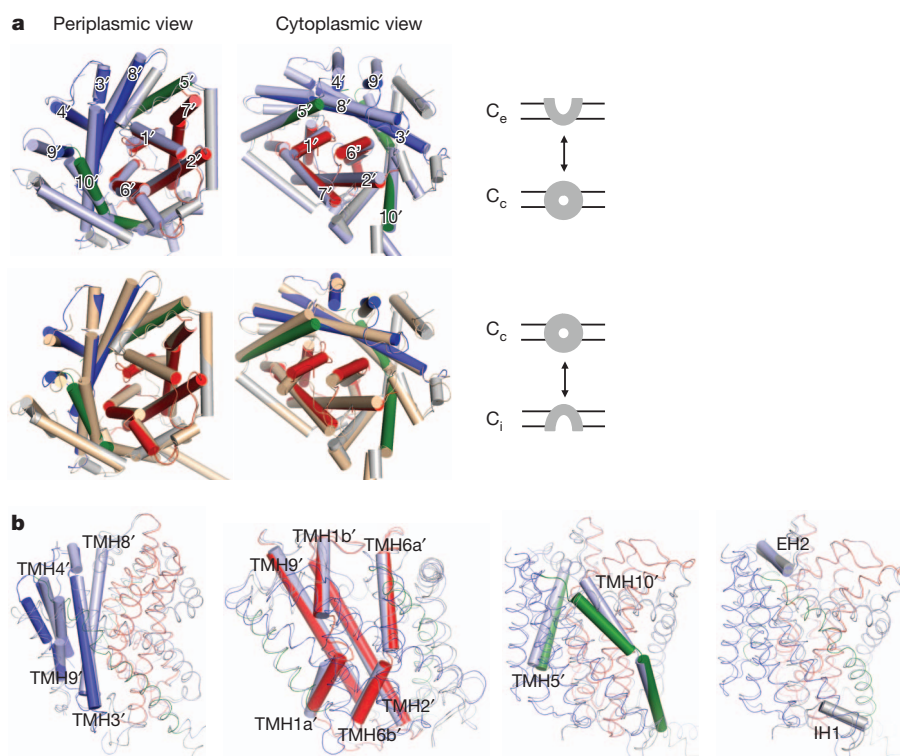 a Periplasmic view Cytoplasmic view
3′ 8′ 5′ 4′ 7′ 1′ 9′ 2′ 10′ 6′
4′ 9′ 8′ 5′ 3′ 1′ 6′ 7′ 2′ 10′
Ce
Cc
Cc
Ci
b
TMH8′
TMH4′
TMH9′
TMH3′
TMH1b′
TMH9′
TMH6a′
TMH1a′
TMH2′
TMH6b′
TMH10′
TMH5′
EH2
IH1